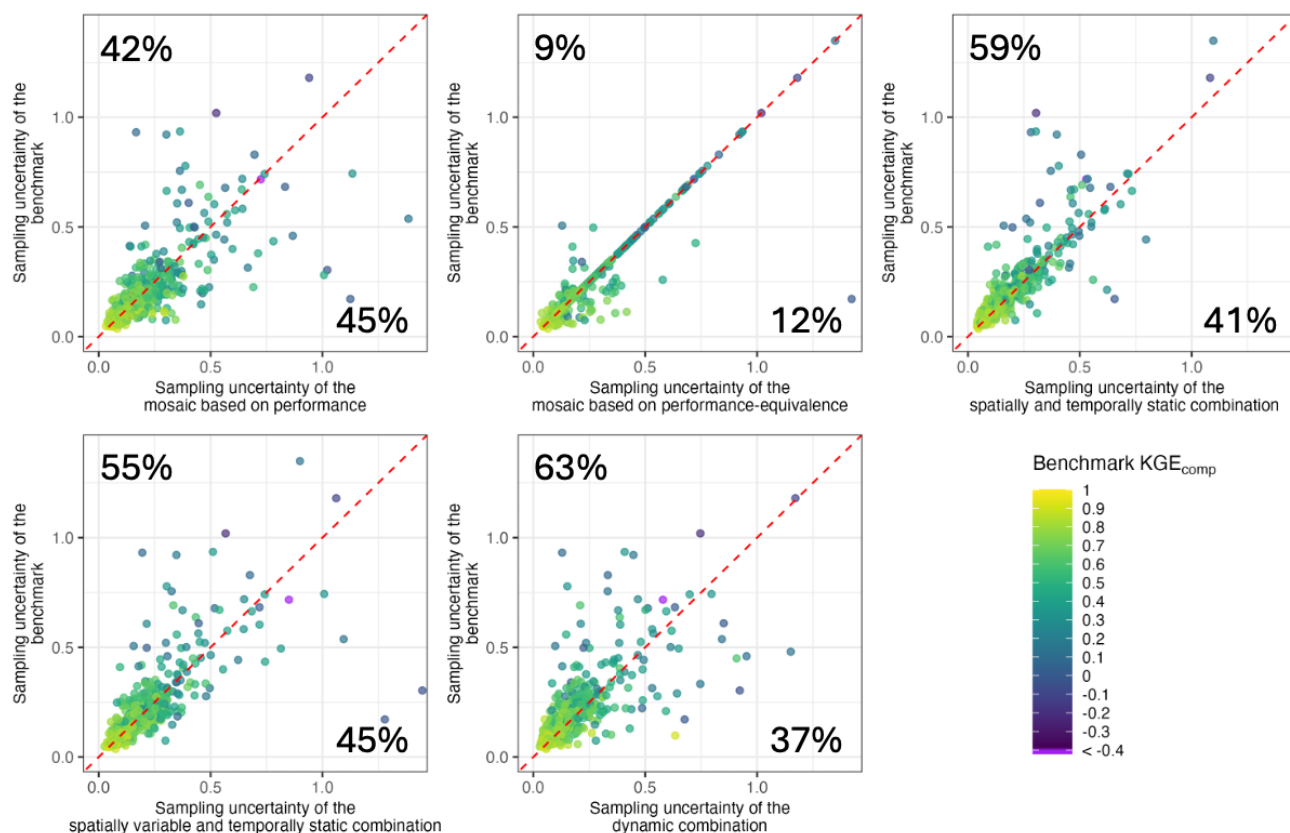 42%
9%
59%
Sampling uncertainty of the
benchmark
1.0
0.5
0.0
Sampling uncertainty of the
benchmark
1.0
0.5
0.0
Sampling uncertainty of the
benchmark
1.0
0.5
0.0
45%
12%
41%
0.0 0.5 1.0
0.0 0.5 1.0
0.0 0.5 1.0
Sampling uncertainty of the
mosaic based on performance
Sampling uncertainty of the
mosaic based on performance-equivalence
Sampling uncertainty of the
spatially and temporally static combination
55%
63%
Sampling uncertainty of the
benchmark
1.0
0.5
0.0
Sampling uncertainty of the
benchmark
1.0
0.5
0.0
45%
37%
0.0 0.5 1.0
0.0 0.5 1.0
Sampling uncertainty of the
spatially variable and temporally static combination
Sampling uncertainty of the
dynamic combination
Benchmark KGEcomp
1
0.9
0.8
0.7
0.6
0.5
0.4
0.3
0.2
0.1
0
-0.1
-0.2
-0.3
< -0.4